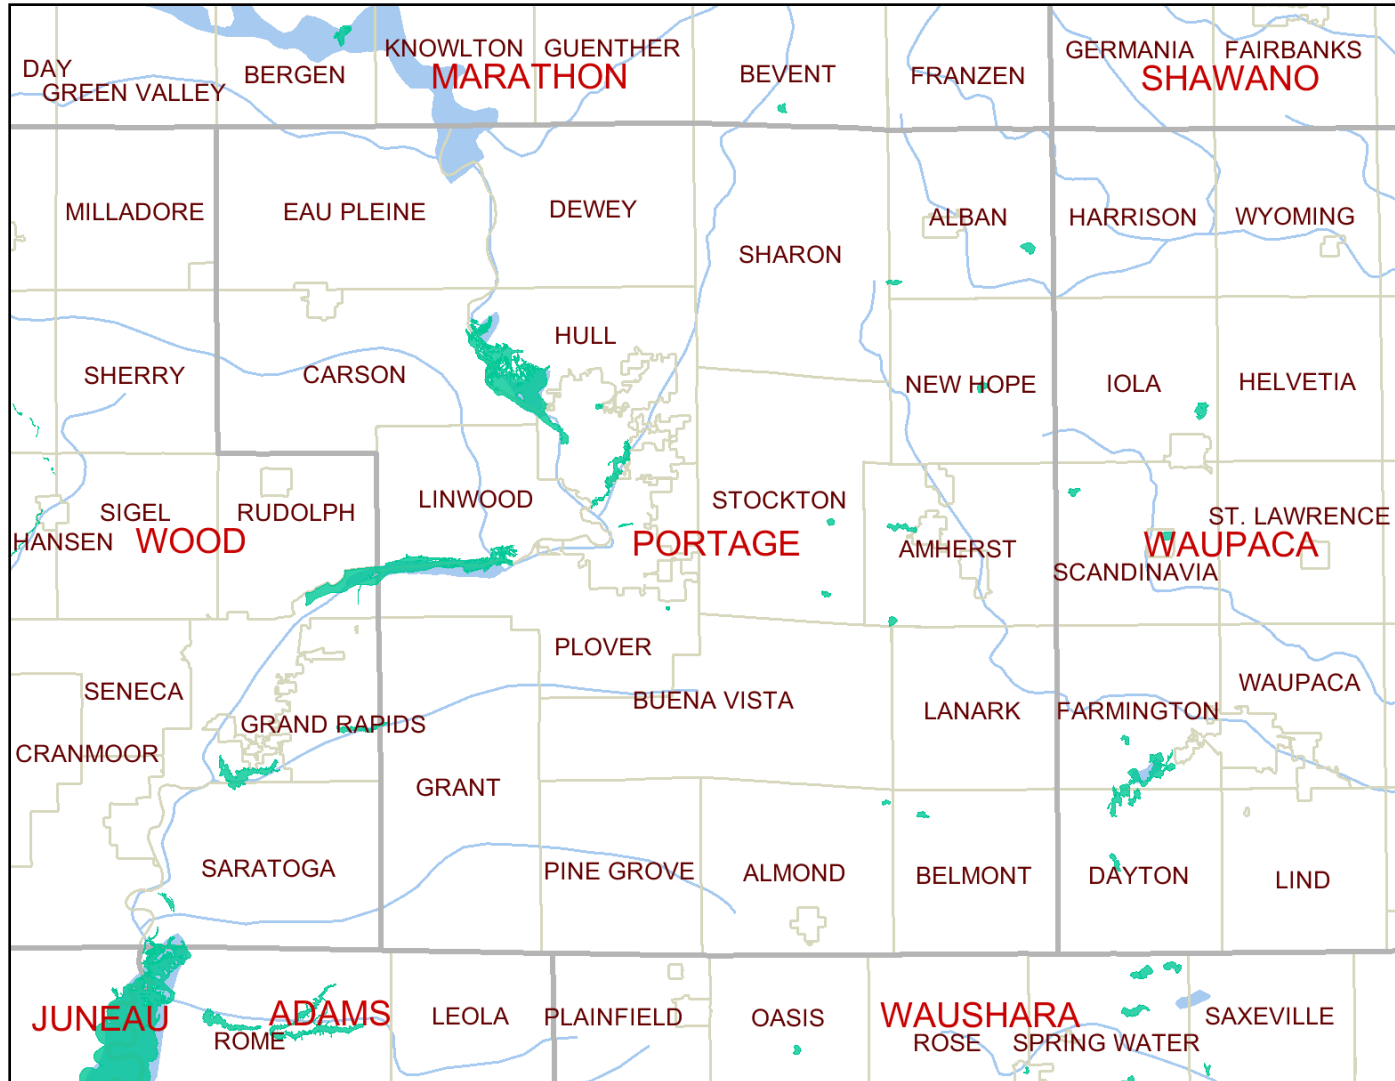 KNOWLTON
GUENTHER
GERMANIA
FAIRBANKS
DAY
BERGEN
MARATHON
BEVENT
FRANZEN
SHAWANO
GREEN VALLEY
MILLADORE
EAU PLEINE
DEWEY
ALBAN
HARRISON
WYOMING
SHARON
HULL
SHERRY
CARSON
NEW HOPE
IOLA
HELVETIA
SIGEL
RUDOLPH
LINWOOD
STOCKTON
ST. LAWRENCE
HANSEN
WOOD
PORTAGE
AMHERST
WAUPACA
SCANDINAVIA
PLOVER
SENECA
BUENA VISTA
WAUPACA
GRAND RAPIDS
LANARK
FARMINGTON
CRANMOOR
GRANT
SARATOGA
PINE GROVE
ALMOND
BELMONT
DAYTON
LIND
JUNEAU
ADAMS
LEOLA
PLAINFIELD
OASIS
WAUSHARA
SAXEVILLE
ROME
ROSE
SPRING WATER